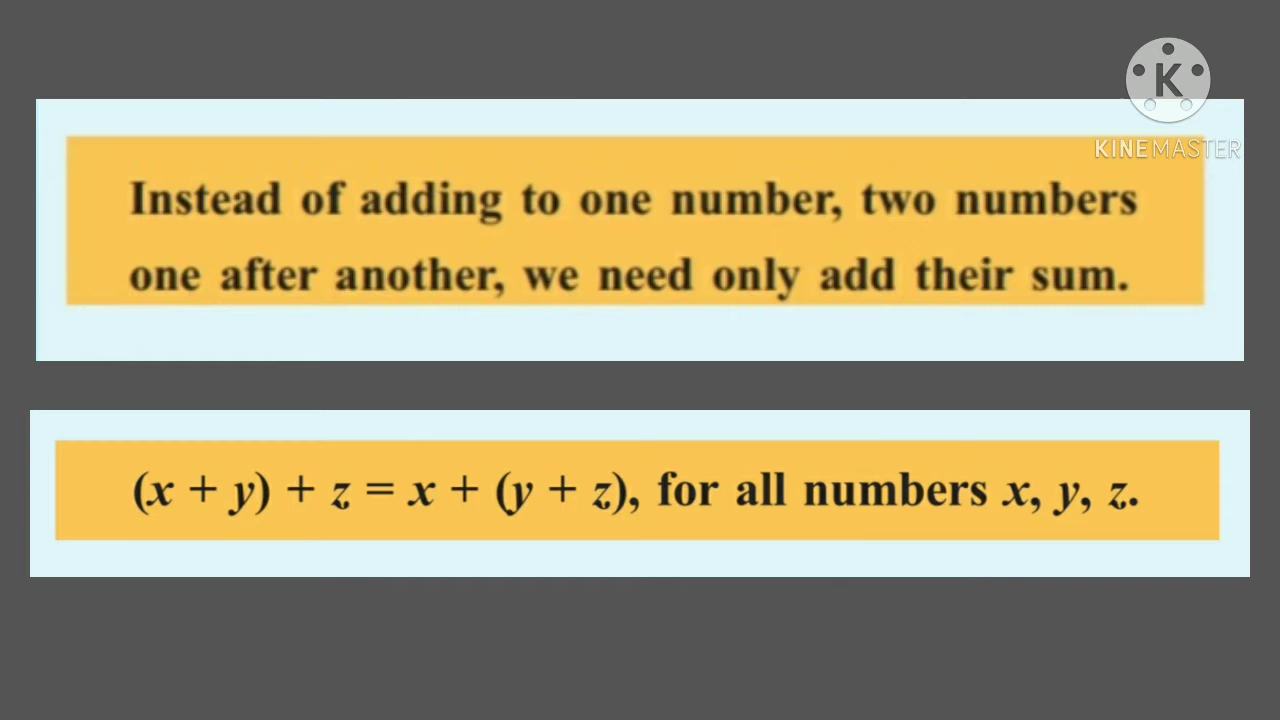 K
KINEMASTER
Instead of adding to one number, two numbers
one after another, we need only add their sum.
(x + y) + z = x + (y + z), for all numbers x, y, z.